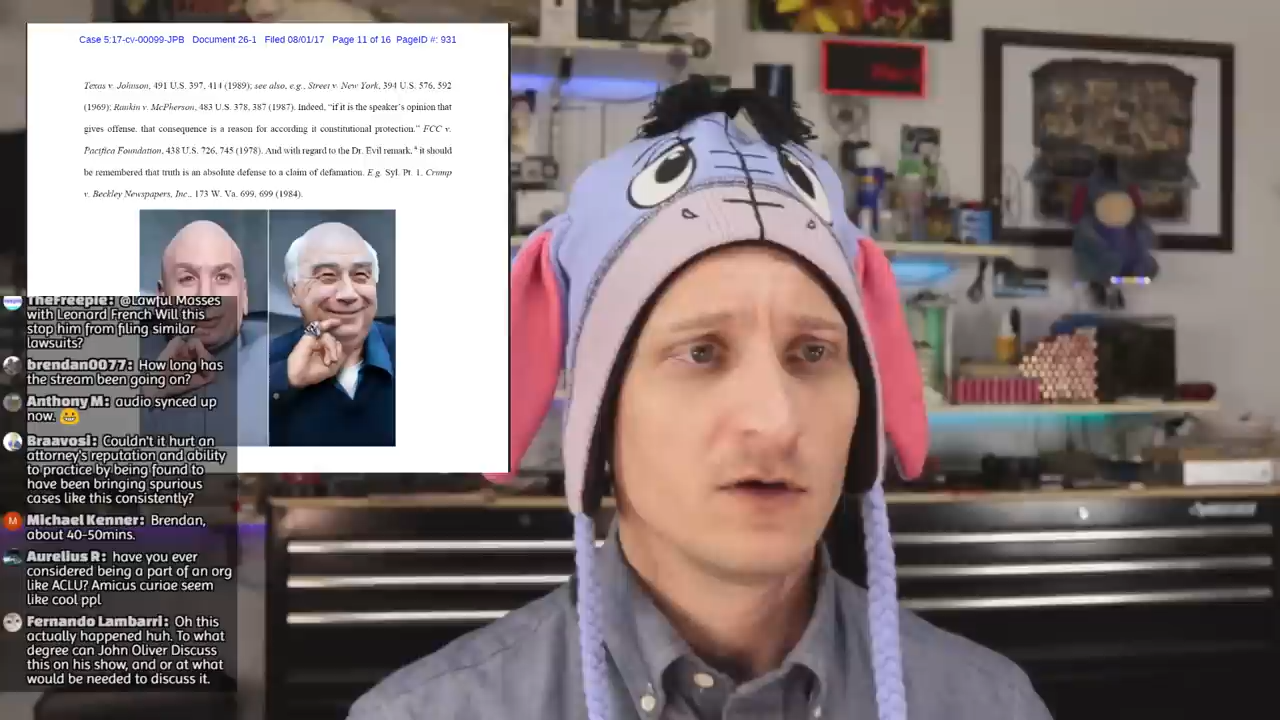 Case 5:17-cv-00099-JPB Document 26-1 Filed 08/01/17 Page 11 of 16 PageID #: 931
Texas v. Johnson, 491 U.S. 397, 414 (1989); see also, e.g., Street v. New York, 394 U.S. 576, 592
(1969); Rankin v. McPherson, 483 U.S. 378, 387 (1987). Indeed, “if it is the speaker’s opinion that
gives offense, that consequence is a reason for according it constitutional protection.” FCC v.
Pacifica Foundation, 438 U.S. 726, 745 (1978). And with regard to the Dr. Evil remark, it should
be remembered that truth is an absolute defense to a claim of defamation. E.g. Syl. Pt. 1, Crump
v. Beckley Newspapers, Inc., 173 W. Va. 699, 699 (1984).
TheFreepie: @Lawful Masses
with Leonard French Will this
stop him from filing similar
lawsuits?
brendan0077: How long has
the stream been going on?
Anthony M: audio synced up
now. 😀
Braavosi: Couldn't it hurt an
attorney's reputation and ability
to practice by being found to
have been bringing spurious
cases like this consistently?
M
Michael Kenner: Brendan,
about 40-50mins.
Aurelius R: have you ever
considered being a part of an org
like ACLU? Amicus curiae seem
like cool ppl
Fernando Lambarri: Oh this
actually happened huh. To what
degree can John Oliver Discuss
this on his show, and or at what
would be needed to discuss it.